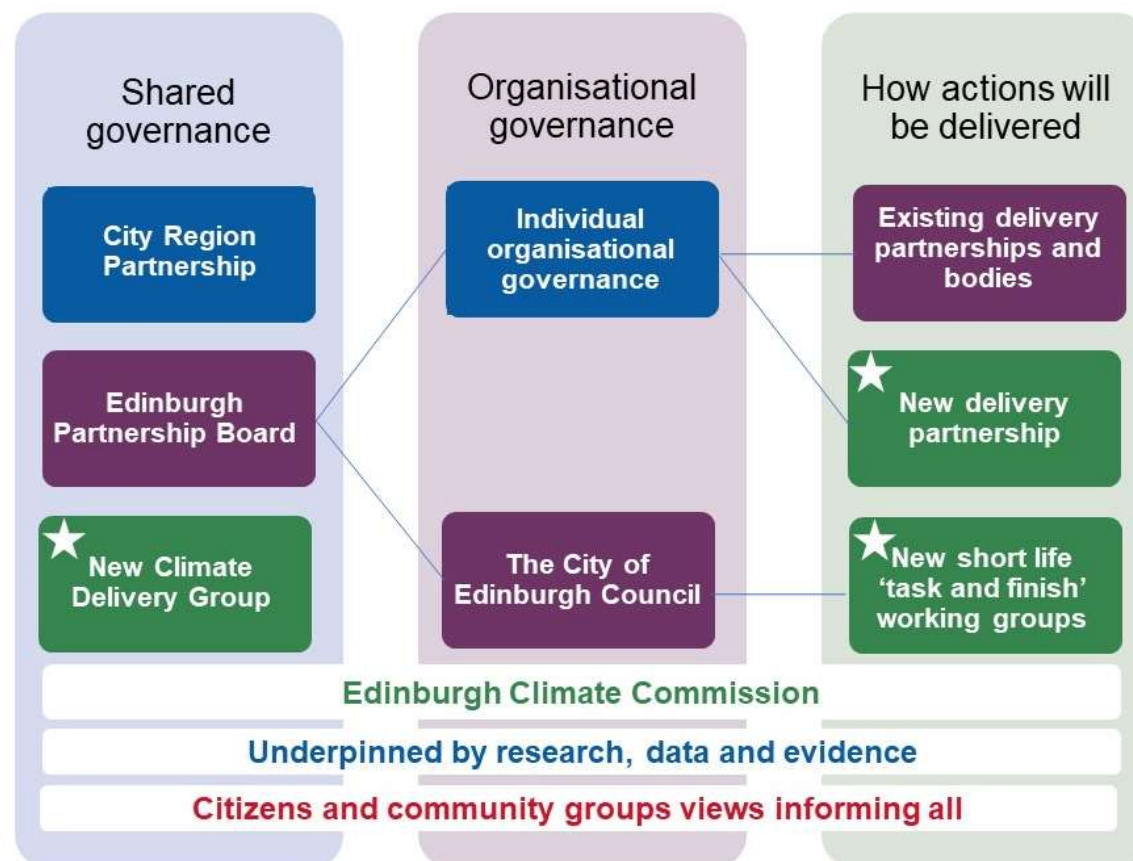 Shared
governance
City Region
Partnership
Edinburgh
Partnership Board
New Climate
Delivery Group
Organisational
governance
Individual
organisational
governance
The City of
Edinburgh Council
How actions will
be delivered
Existing delivery
partnerships and
bodies
New delivery
partnership
New short life
‘task and finish’
working groups
Edinburgh Climate Commission
Underpinned by research, data and evidence
Citizens and community groups views informing all